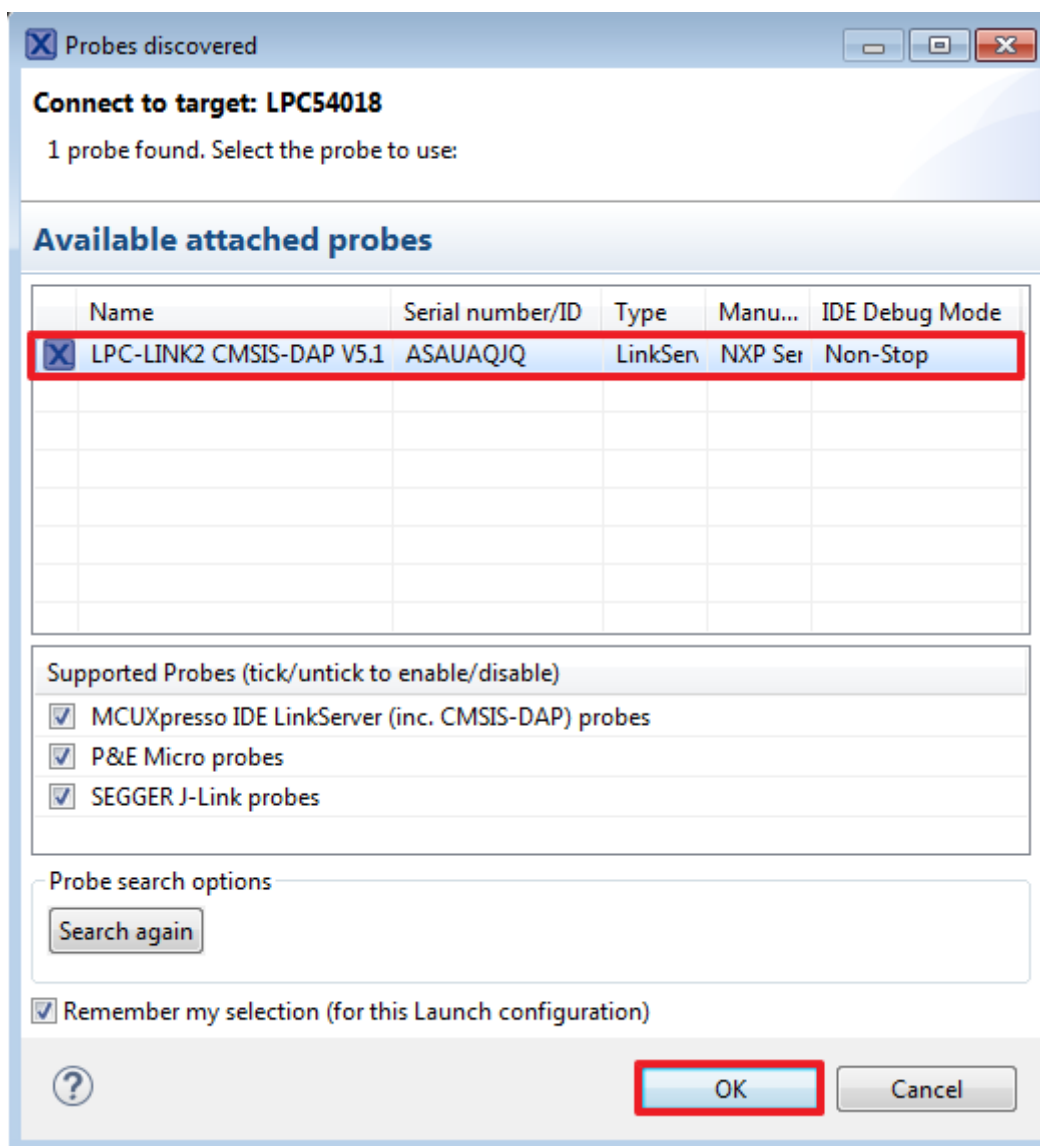 Probes discovered
Connect to target: LPC54018
1 probe found. Select the probe to use:
Available attached probes
Name Serial number/ID Type Manu... IDE Debug Mode
LPC-LINK2 CMSIS-DAP V5.1 ASAUAQJQ LinkSer NXP Ser Non-Stop
Supported Probes (tick/untick to enable/disable)
MCUXpresso IDE LinkServer (inc. CMSIS-DAP) probes
P&E Micro probes
SEGGER J-Link probes
Probe search options
Search again
Remember my selection (for this Launch configuration)
? OK Cancel